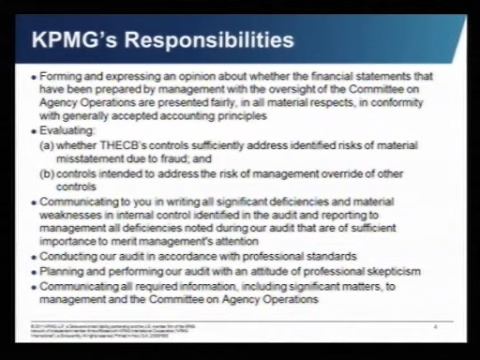 KPMG's Responsibilities
• Forming and expressing an opinion about whether the financial statements that
have been prepared by management with the oversight of the Committee on
Agency Operations are presented fairly, in all material respects, in conformity
with generally accepted accounting principles
• Evaluating:
(a) whether THECB's controls sufficiently address identified risks of material
misstatement due to fraud; and
(b) controls intended to address the risk of management override of other
controls
• Communicating to you in writing all significant deficiencies and material
weaknesses in internal control identified in the audit and reporting to
management all deficiencies noted during our audit that are of sufficient
importance to merit management's attention
• Conducting our audit in accordance with professional standards
• Planning and performing our audit with an attitude of professional skepticism
• Communicating all required information, including significant matters, to
management and the Committee on Agency Operations